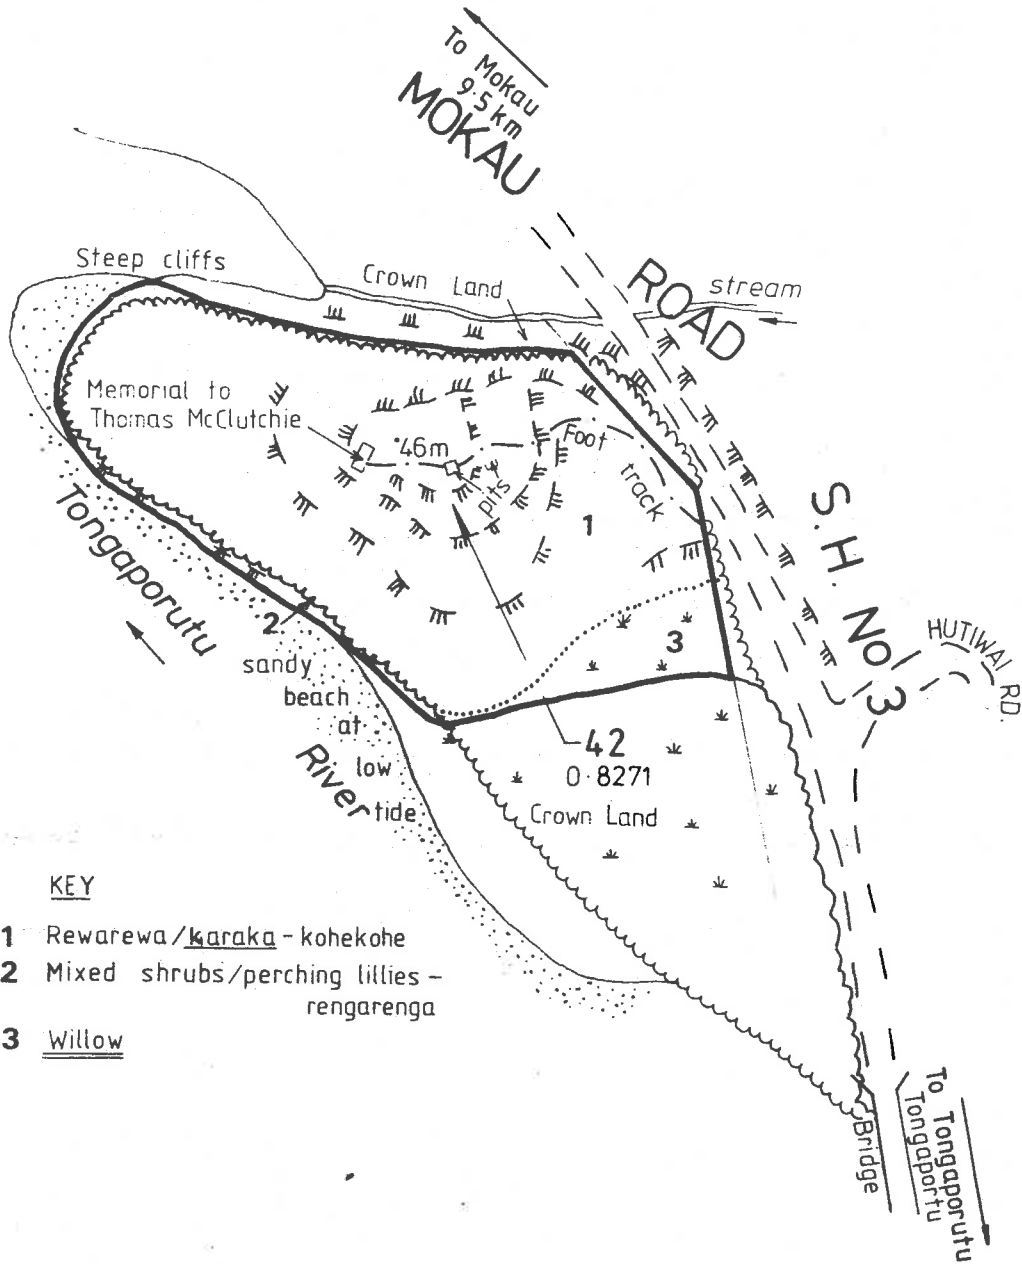 To Mokau
9·5 km
MOKAU
ROAD
stream
Steep cliffs
Crown Land
Memorial to
Thomas McClutchie
·46m
Foot
track
pits
1
S.H. No 3
HUTIWAI
RD.
Tongaporutu
River
2
3
sandy
beach
at
low
tide
42
0·8271
Crown Land
KEY
1 Rewarewa/karaka - kohekohe
2 Mixed shrubs/perching lillies -
rengarenga
3 Willow
Bridge
To Tongaporutu
Tongaportu